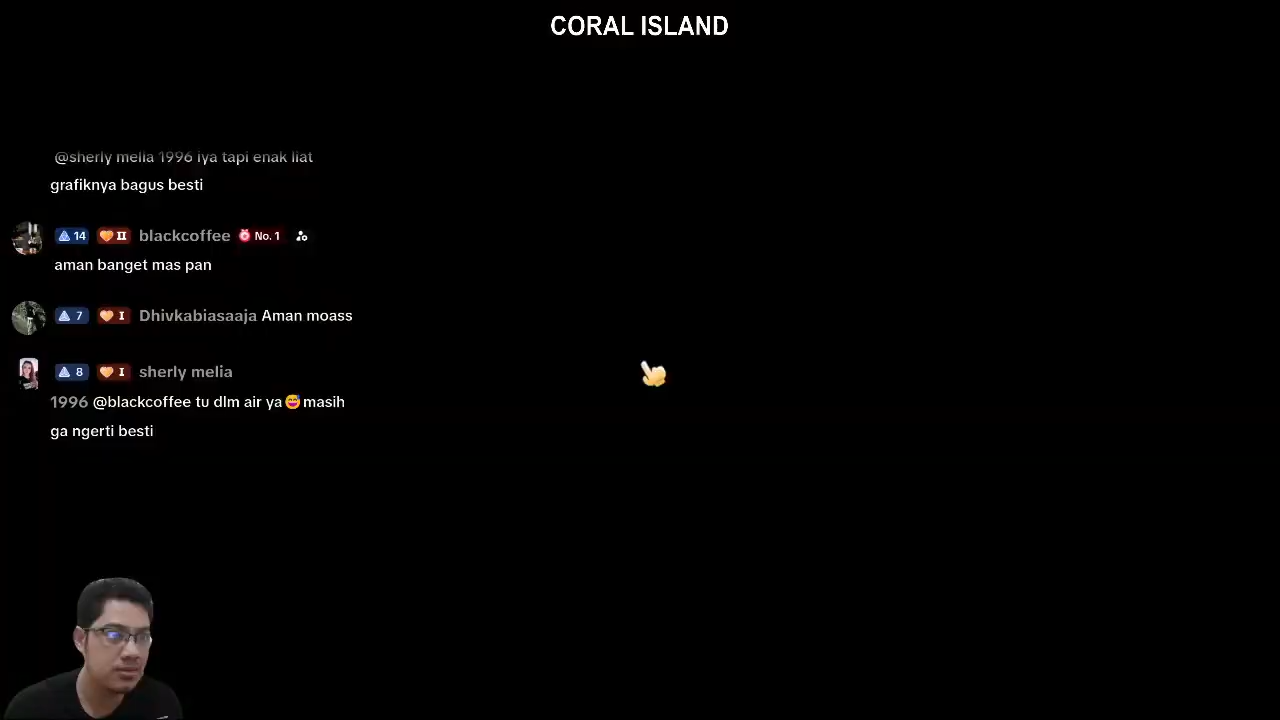 CORAL ISLAND
@sherly melia 1996 iya tapi enak liat
grafiknya bagus besti
14 II blackcoffee No. 1
aman banget mas pan
7 I Dhivkabiasaaja Aman moass
8 I sherly melia
1996 @blackcoffee tu dlm air ya😅masih
ga ngerti besti